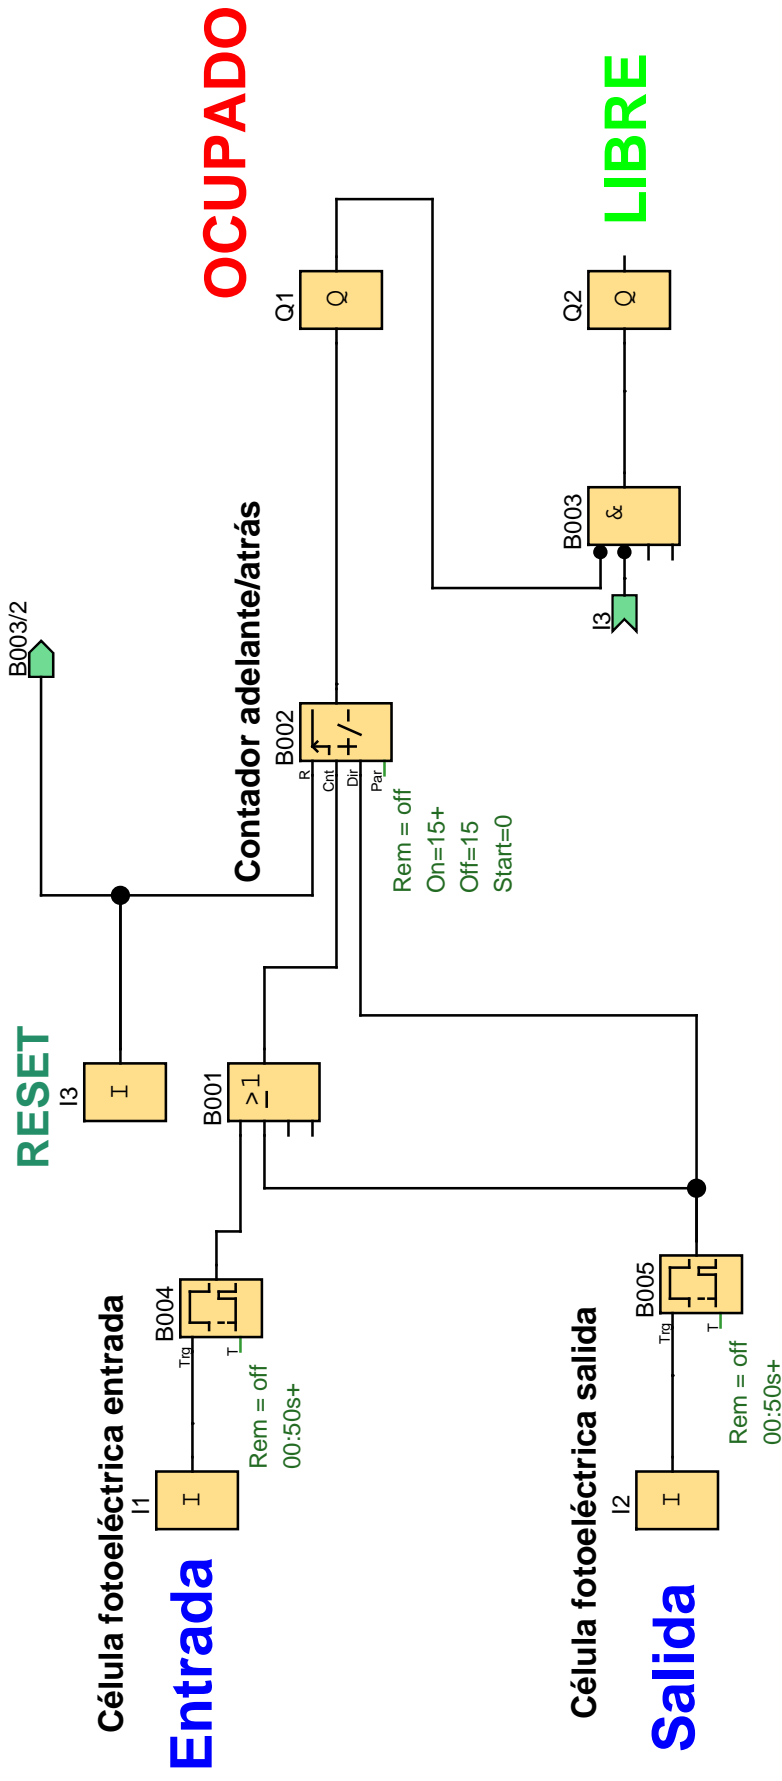 Entrada
Célula fotoeléctrica entrada
I1
I
B004
Trg
T
Rem = off
00:50s+
RESET
I3
I
B001
>1
B003/2
Contador adelante/atrás
B002
R
Cnt
Dir
Par
+/-
Rem = off
On=15+
Off=15
Start=0
OCUPADO
Q1
Q
Salida
Célula fotoeléctrica salida
I2
I
B005
Trg
T
Rem = off
00:50s+
I3
B003
&
Q2
Q
LIBRE